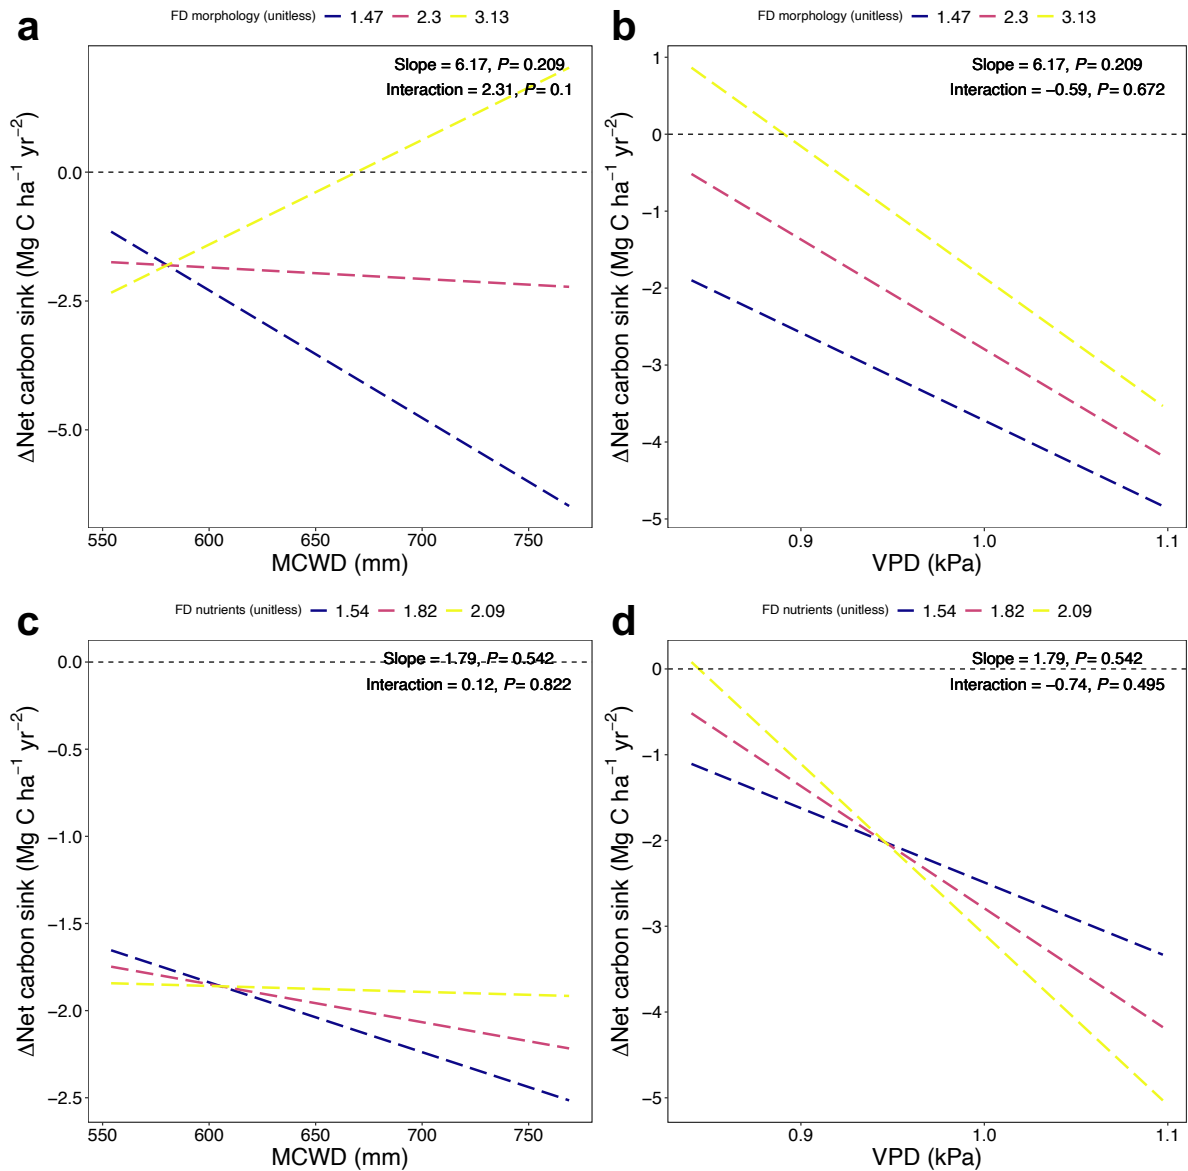 a
FD morphology (unitless) 1.47 2.3 3.13
Slope = 6.17, P = 0.209
Interaction = 2.31, P = 0.1
0.0
−2.5
−5.0
ΔNet carbon sink (Mg C ha⁻¹ yr⁻²)
550 600 650 700 750
MCWD (mm)
b
FD morphology (unitless) 1.47 2.3 3.13
Slope = 6.17, P = 0.209
Interaction = −0.59, P = 0.672
1
0
−1
−2
−3
−4
−5
ΔNet carbon sink (Mg C ha⁻¹ yr⁻²)
0.9 1.0 1.1
VPD (kPa)
c
FD nutrients (unitless) 1.54 1.82 2.09
Slope = 1.79, P = 0.542
Interaction = 0.12, P = 0.822
0.0
−0.5
−1.0
−1.5
−2.0
−2.5
ΔNet carbon sink (Mg C ha⁻¹ yr⁻²)
550 600 650 700 750
MCWD (mm)
d
FD nutrients (unitless) 1.54 1.82 2.09
Slope = 1.79, P = 0.542
Interaction = −0.74, P = 0.495
0
−1
−2
−3
−4
−5
ΔNet carbon sink (Mg C ha⁻¹ yr⁻²)
0.9 1.0 1.1
VPD (kPa)